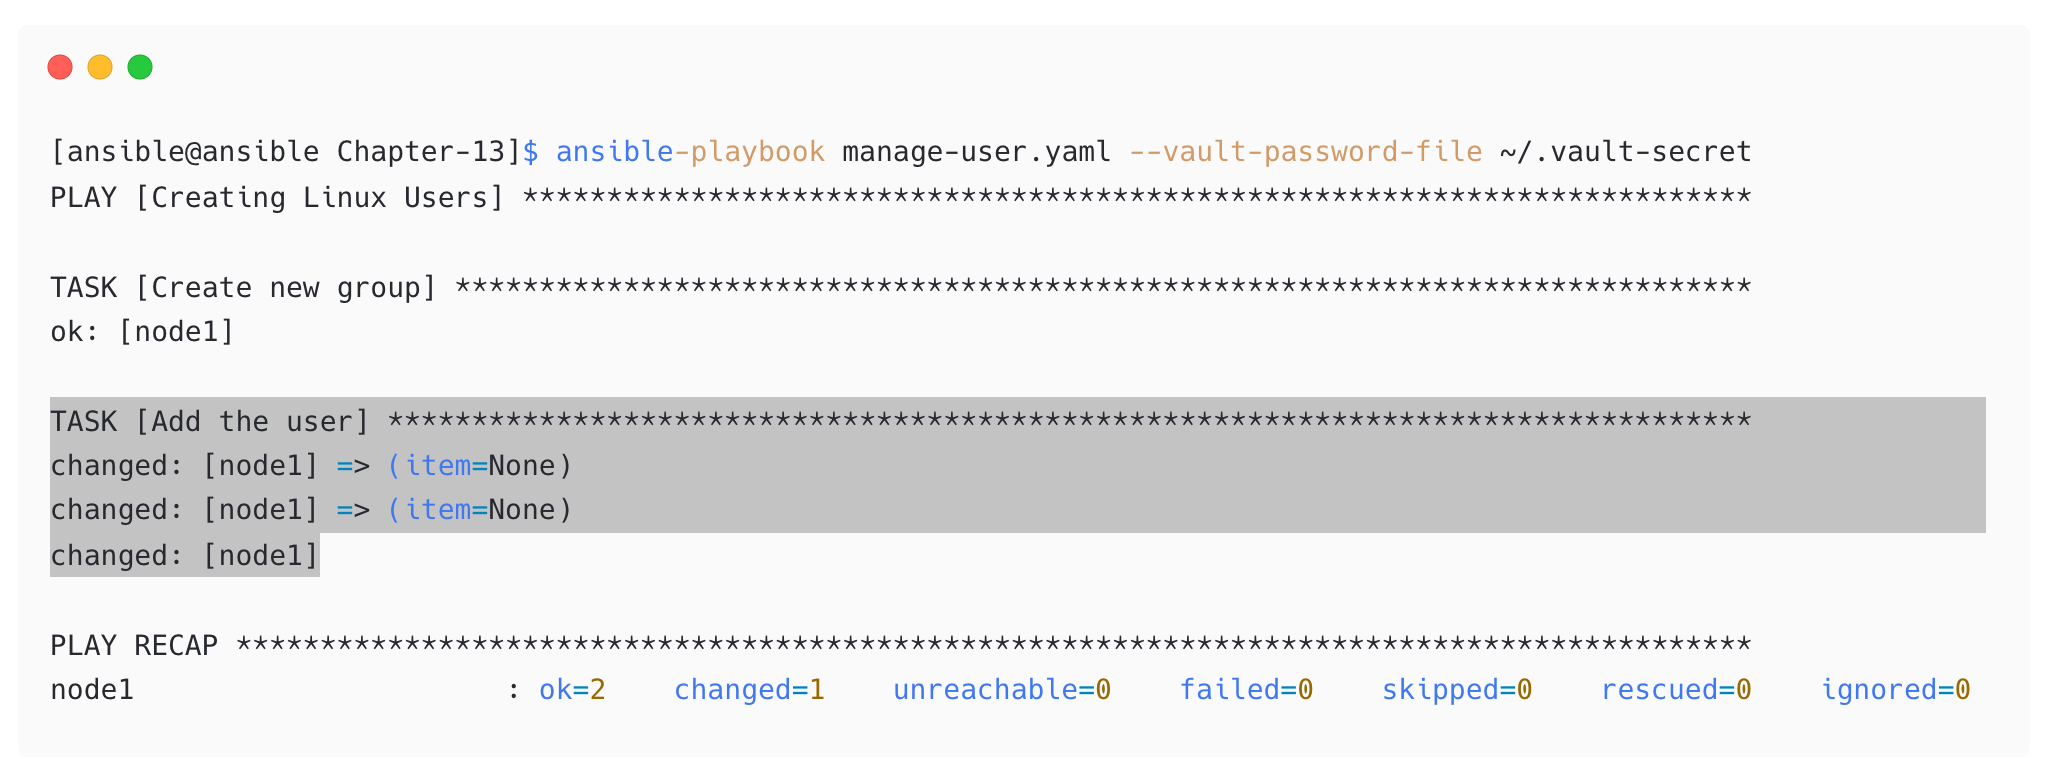 [ansible@ansible Chapter-13]$ ansible-playbook manage-user.yaml --vault-password-file ~/.vault-secret
PLAY [Creating Linux Users] *************************************************************************
TASK [Create new group] *****************************************************************************
ok: [node1]
TASK [Add the user] *********************************************************************************
changed: [node1] => (item=None)
changed: [node1] => (item=None)
changed: [node1]
PLAY RECAP ******************************************************************************************
node1                      : ok=2    changed=1    unreachable=0    failed=0    skipped=0    rescued=0    ignored=0